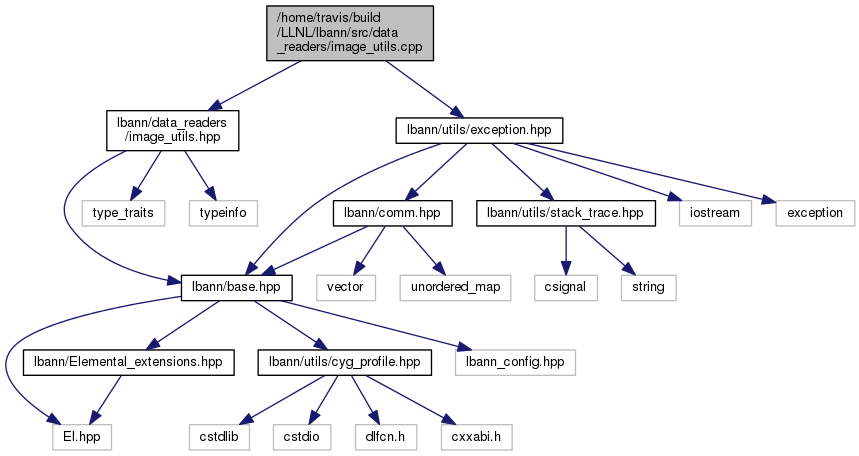 /home/travis/build
/LLNL/lbann/src/data
_readers/image_utils.cpp
lbann/data_readers
/image_utils.hpp
lbann/utils/exception.hpp
type_traits
typeinfo
lbann/comm.hpp
lbann/utils/stack_trace.hpp
iostream
exception
lbann/base.hpp
vector
unordered_map
csignal
string
lbann/Elemental_extensions.hpp
lbann/utils/cyg_profile.hpp
lbann_config.hpp
El.hpp
cstdlib
cstdio
dlfcn.h
cxxabi.h